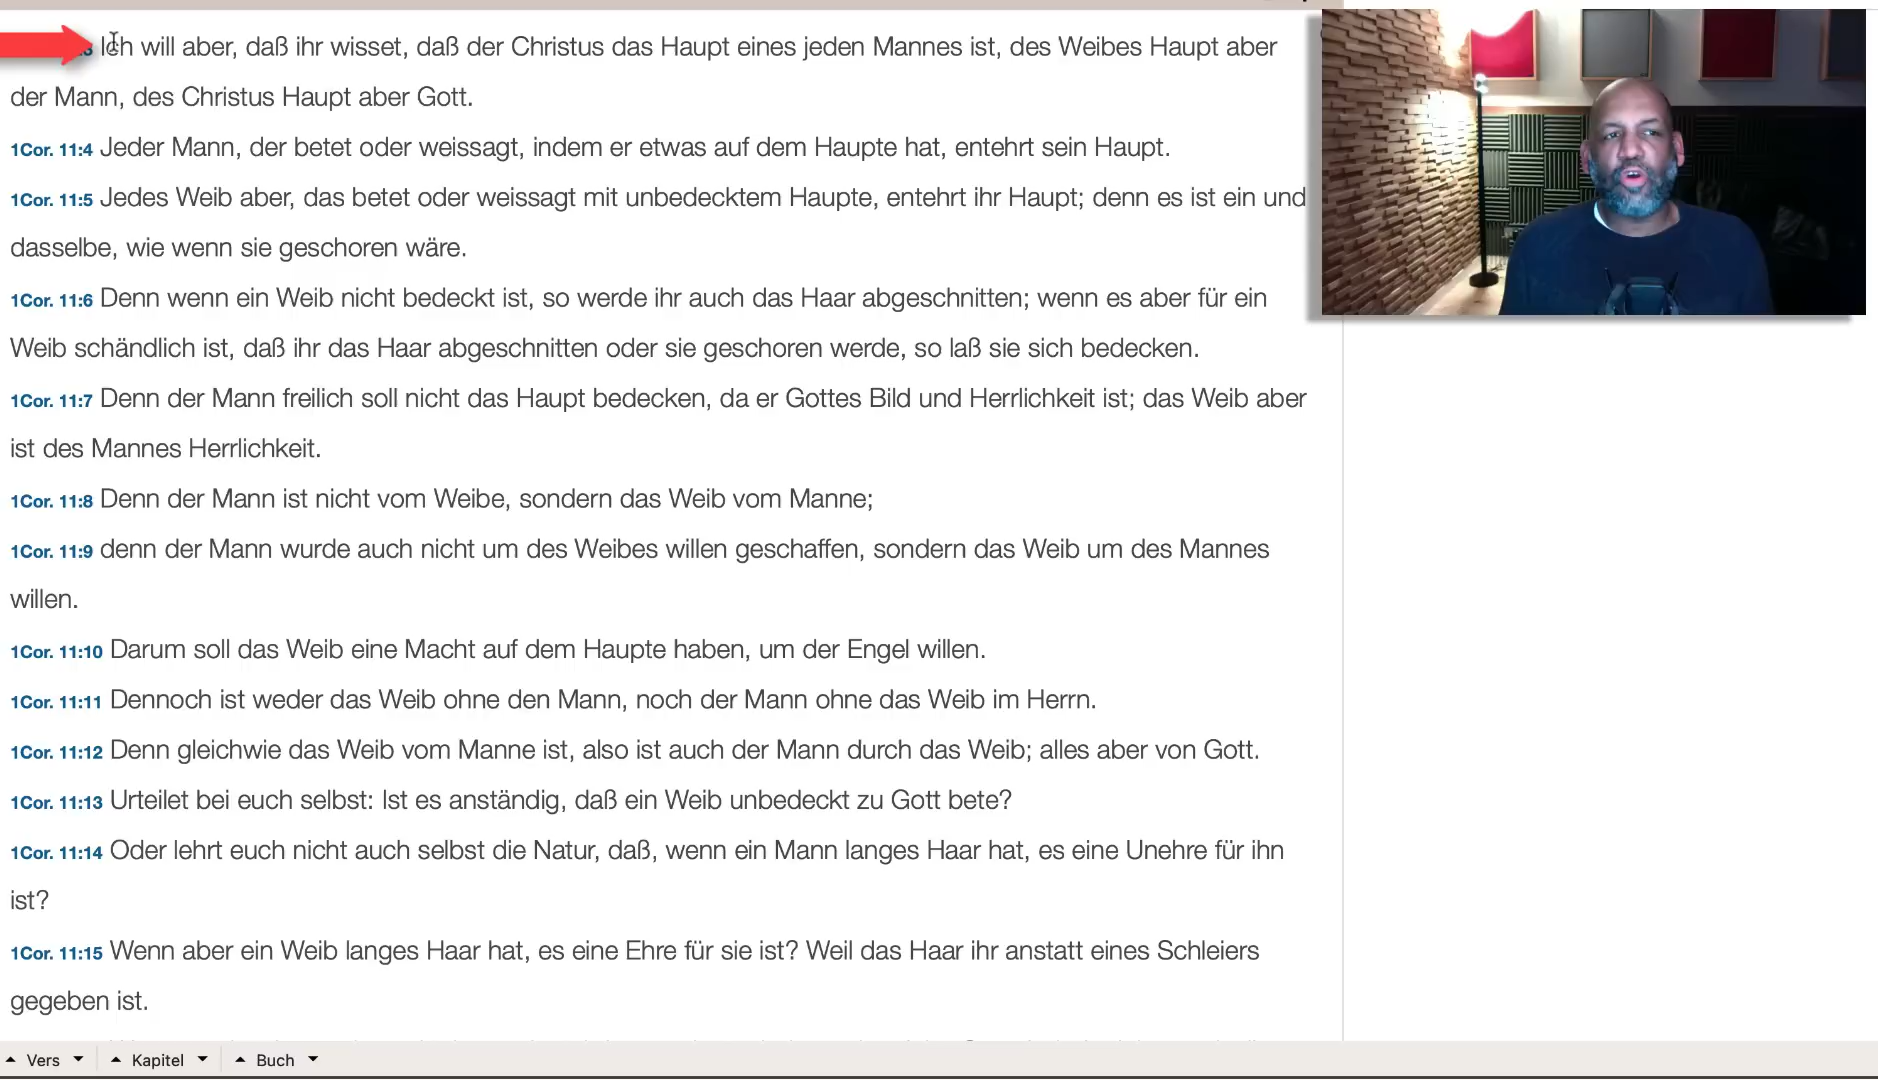 Ich will aber, daß ihr wisset, daß der Christus das Haupt eines jeden Mannes ist, des Weibes Haupt aber
der Mann, des Christus Haupt aber Gott.
1Cor. 11:4 Jeder Mann, der betet oder weissagt, indem er etwas auf dem Haupte hat, entehrt sein Haupt.
1Cor. 11:5 Jedes Weib aber, das betet oder weissagt mit unbedecktem Haupte, entehrt ihr Haupt; denn es ist ein und
dasselbe, wie wenn sie geschoren wäre.
1Cor. 11:6 Denn wenn ein Weib nicht bedeckt ist, so werde ihr auch das Haar abgeschnitten; wenn es aber für ein
Weib schändlich ist, daß ihr das Haar abgeschnitten oder sie geschoren werde, so laß sie sich bedecken.
1Cor. 11:7 Denn der Mann freilich soll nicht das Haupt bedecken, da er Gottes Bild und Herrlichkeit ist; das Weib aber
ist des Mannes Herrlichkeit.
1Cor. 11:8 Denn der Mann ist nicht vom Weibe, sondern das Weib vom Manne;
1Cor. 11:9 denn der Mann wurde auch nicht um des Weibes willen geschaffen, sondern das Weib um des Mannes
willen.
1Cor. 11:10 Darum soll das Weib eine Macht auf dem Haupte haben, um der Engel willen.
1Cor. 11:11 Dennoch ist weder das Weib ohne den Mann, noch der Mann ohne das Weib im Herrn.
1Cor. 11:12 Denn gleichwie das Weib vom Manne ist, also ist auch der Mann durch das Weib; alles aber von Gott.
1Cor. 11:13 Urteilet bei euch selbst: Ist es anständig, daß ein Weib unbedeckt zu Gott bete?
1Cor. 11:14 Oder lehrt euch nicht auch selbst die Natur, daß, wenn ein Mann langes Haar hat, es eine Unehre für ihn
ist?
1Cor. 11:15 Wenn aber ein Weib langes Haar hat, es eine Ehre für sie ist? Weil das Haar ihr anstatt eines Schleiers
gegeben ist.
Vers Kapitel Buch